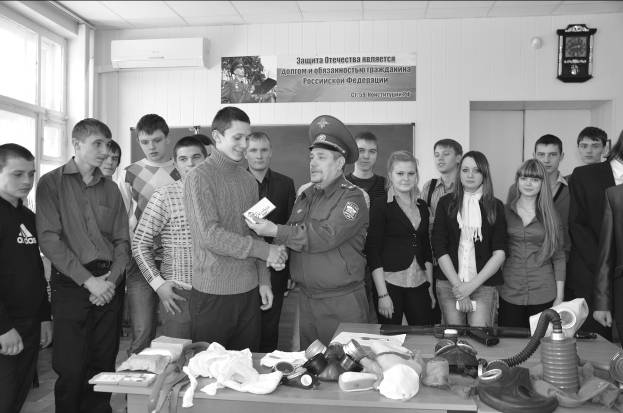 Защита Отечества является
долгом и обязанностью гражданина
Российской Федерации
Ст. 59. Конституции РФ
adidas